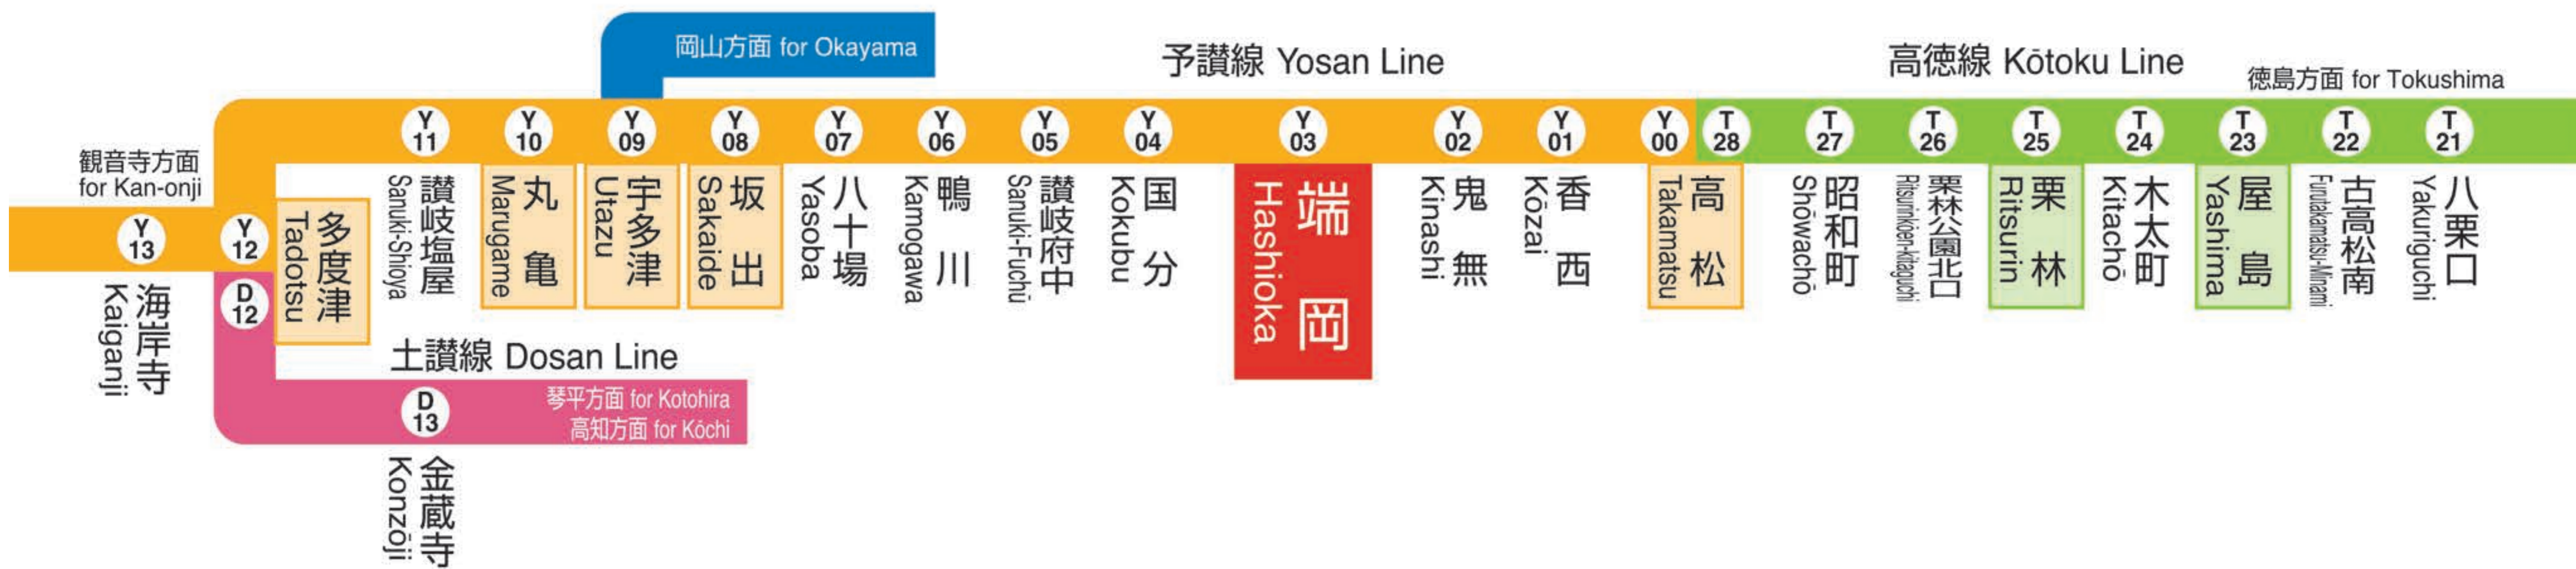 岡山方面 for Okayama
予讃線 Yosan Line
高徳線 Kōtoku Line
徳島方面 for Tokushima
観音寺方面
for Kan-onji
Y
13
海岸寺
Kaiganji
Y
12
D
12
多度津
Tadotsu
Y
11
讃岐塩屋
Sanuki-Shioya
Y
10
丸亀
Marugame
Y
09
宇多津
Utazu
Y
08
坂出
Sakaide
Y
07
八十場
Yasoba
Y
06
鴨川
Kamogawa
Y
05
讃岐府中
Sanuki-Fuchū
Y
04
国分
Kokubu
Y
03
端岡
Hashioka
Y
02
鬼無
Kinashi
Y
01
香西
Kōzai
Y
00
T
28
高松
Takamatsu
T
27
昭和町
Shōwachō
T
26
栗林公園北口
Ritsurinkōen-kitaguchi
T
25
栗林
Ritsurin
T
24
木太町
Kitachō
T
23
屋島
Yashima
T
22
古高松南
Furutakamatsu-Minami
T
21
八栗口
Yakuriguchi
土讃線 Dosan Line
琴平方面 for Kotohira
高知方面 for Kōchi
D
13
金蔵寺
Konzōji